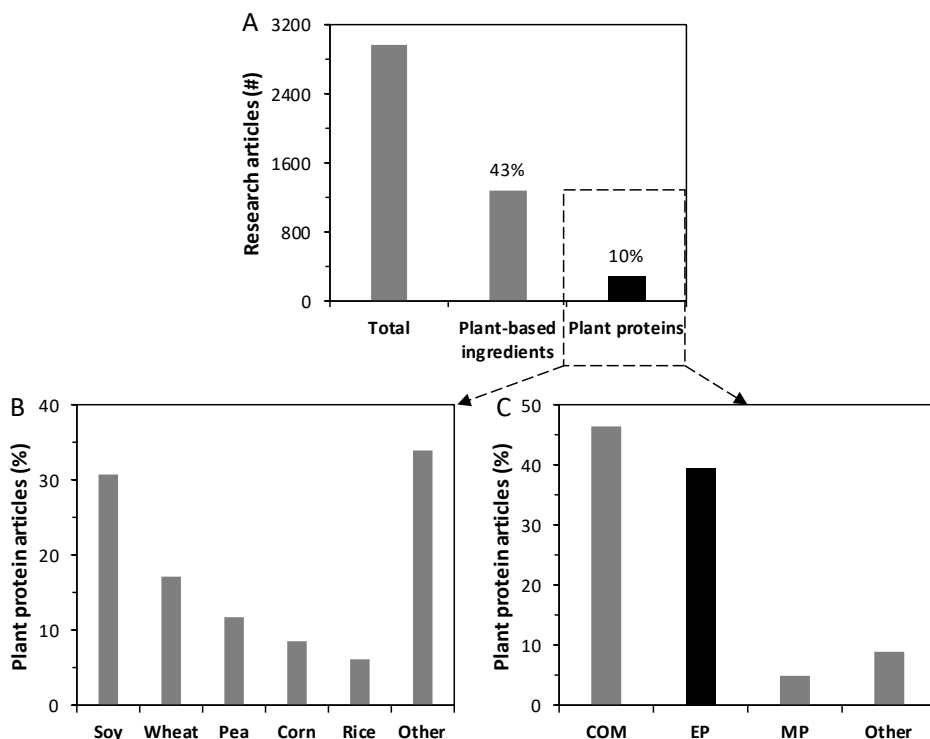 A
Research articles (#)
3200
2400
1600
800
0
43%
10%
Total
Plant-based
ingredients
Plant proteins
B
Plant protein articles (%)
40
30
20
10
0
Soy Wheat Pea Corn Rice Other
C
Plant protein articles (%)
50
40
30
20
10
0
COM EP MP Other